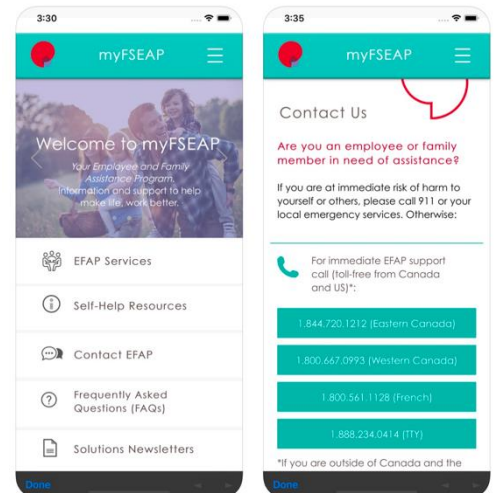 3:30
myFSEAP
Welcome to myFSEAP
Your Employee and Family
Assistance Program.
Information and support to help
make life, work better.
EFAP Services
Self-Help Resources
Contact EFAP
Frequently Asked
Questions (FAQs)
Solutions Newsletters
Done
3:35
myFSEAP
Contact Us
Are you an employee or family
member in need of assistance?
If you are at immediate risk of harm to
yourself or others, please call 911 or your
local emergency services. Otherwise:
For immediate EFAP support
call (toll-free from Canada
and US)*:
1.844.720.1212 (Eastern Canada)
1.800.667.0993 (Western Canada)
1.800.561.1128 (French)
1.888.234.0414 (TTY)
*If you are outside of Canada and the
Done